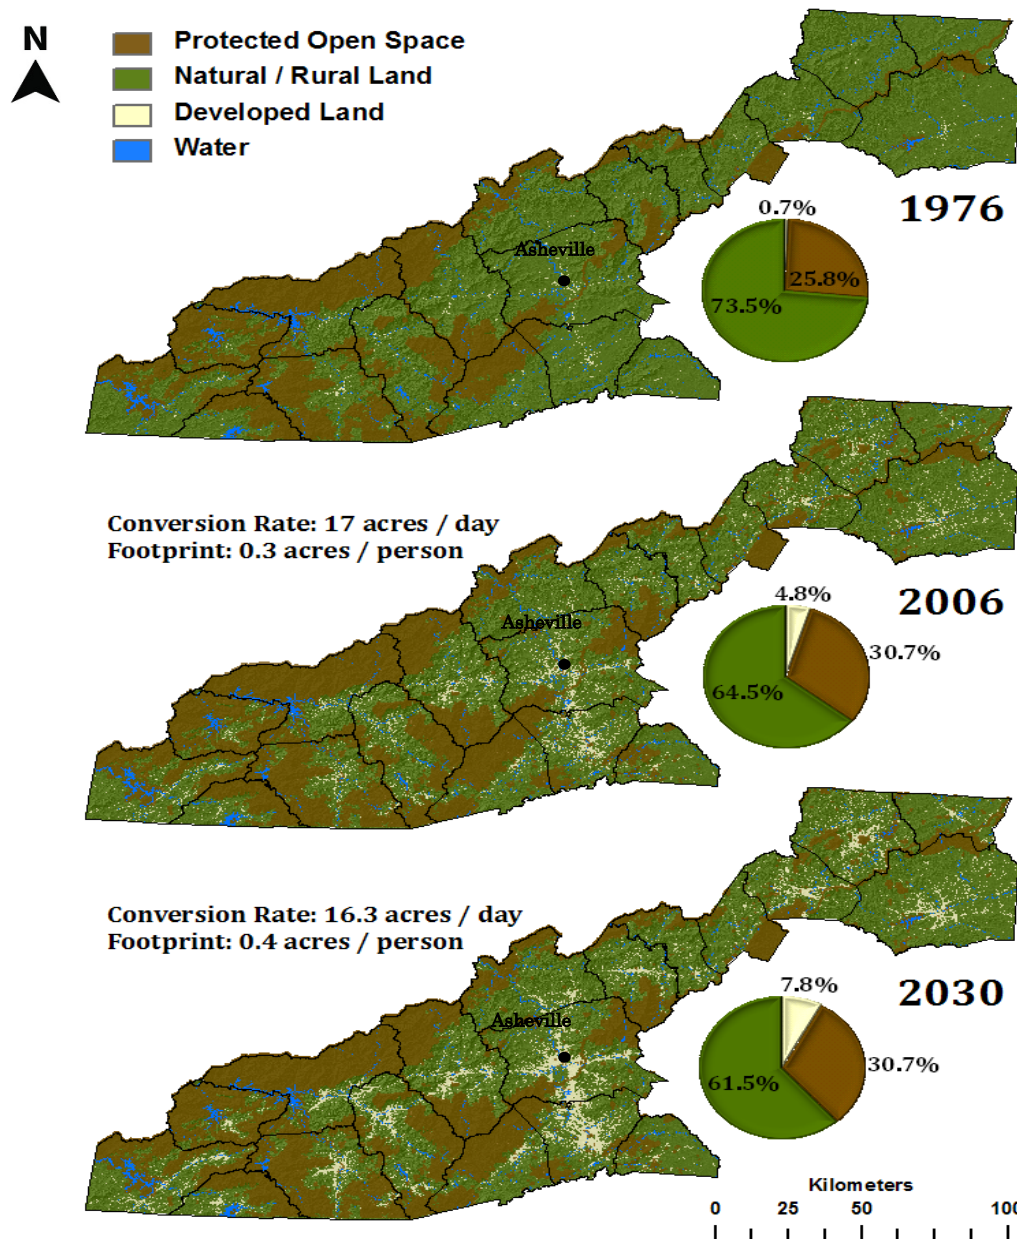 N
Protected Open Space
Natural / Rural Land
Developed Land
Water
Asheville
1976
0.7%
25.8%
73.5%
Conversion Rate: 17 acres / day
Footprint: 0.3 acres / person
Asheville
2006
4.8%
30.7%
64.5%
Conversion Rate: 16.3 acres / day
Footprint: 0.4 acres / person
Asheville
2030
7.8%
30.7%
61.5%
Kilometers
0 25 50 100